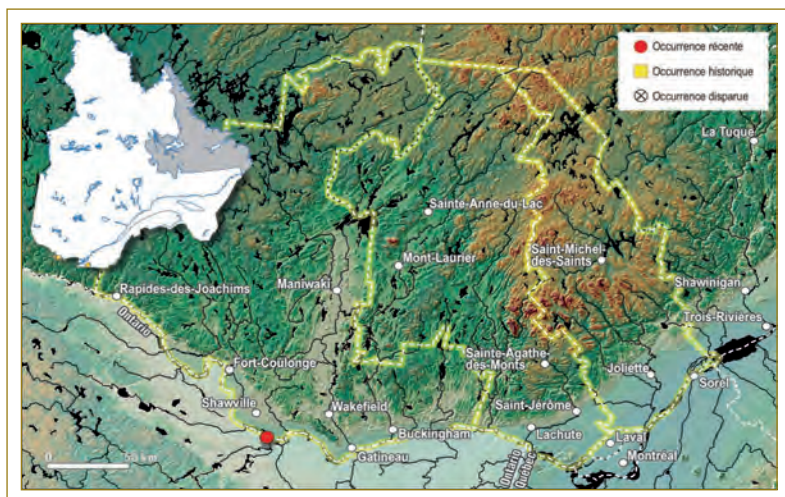 Occurrence récente
Occurrence historique
Occurrence disparue
La Tuque
Sainte-Anne-du-Lac
Saint-Michel-
des-Saints
Mont-Laurier
Maniwaki
Rapides-des-Joachims
Shawinigan
Trois-Rivières
Ontario
Fort-Coulonge
Sainte-Agathe-
des-Monts
Joliette
Sorel
Shawville
Wakefield
Saint-Jérôme
Buckingham
Lachute
Laval
Gatineau
Ontario
Québec
Montréal
0 50 km